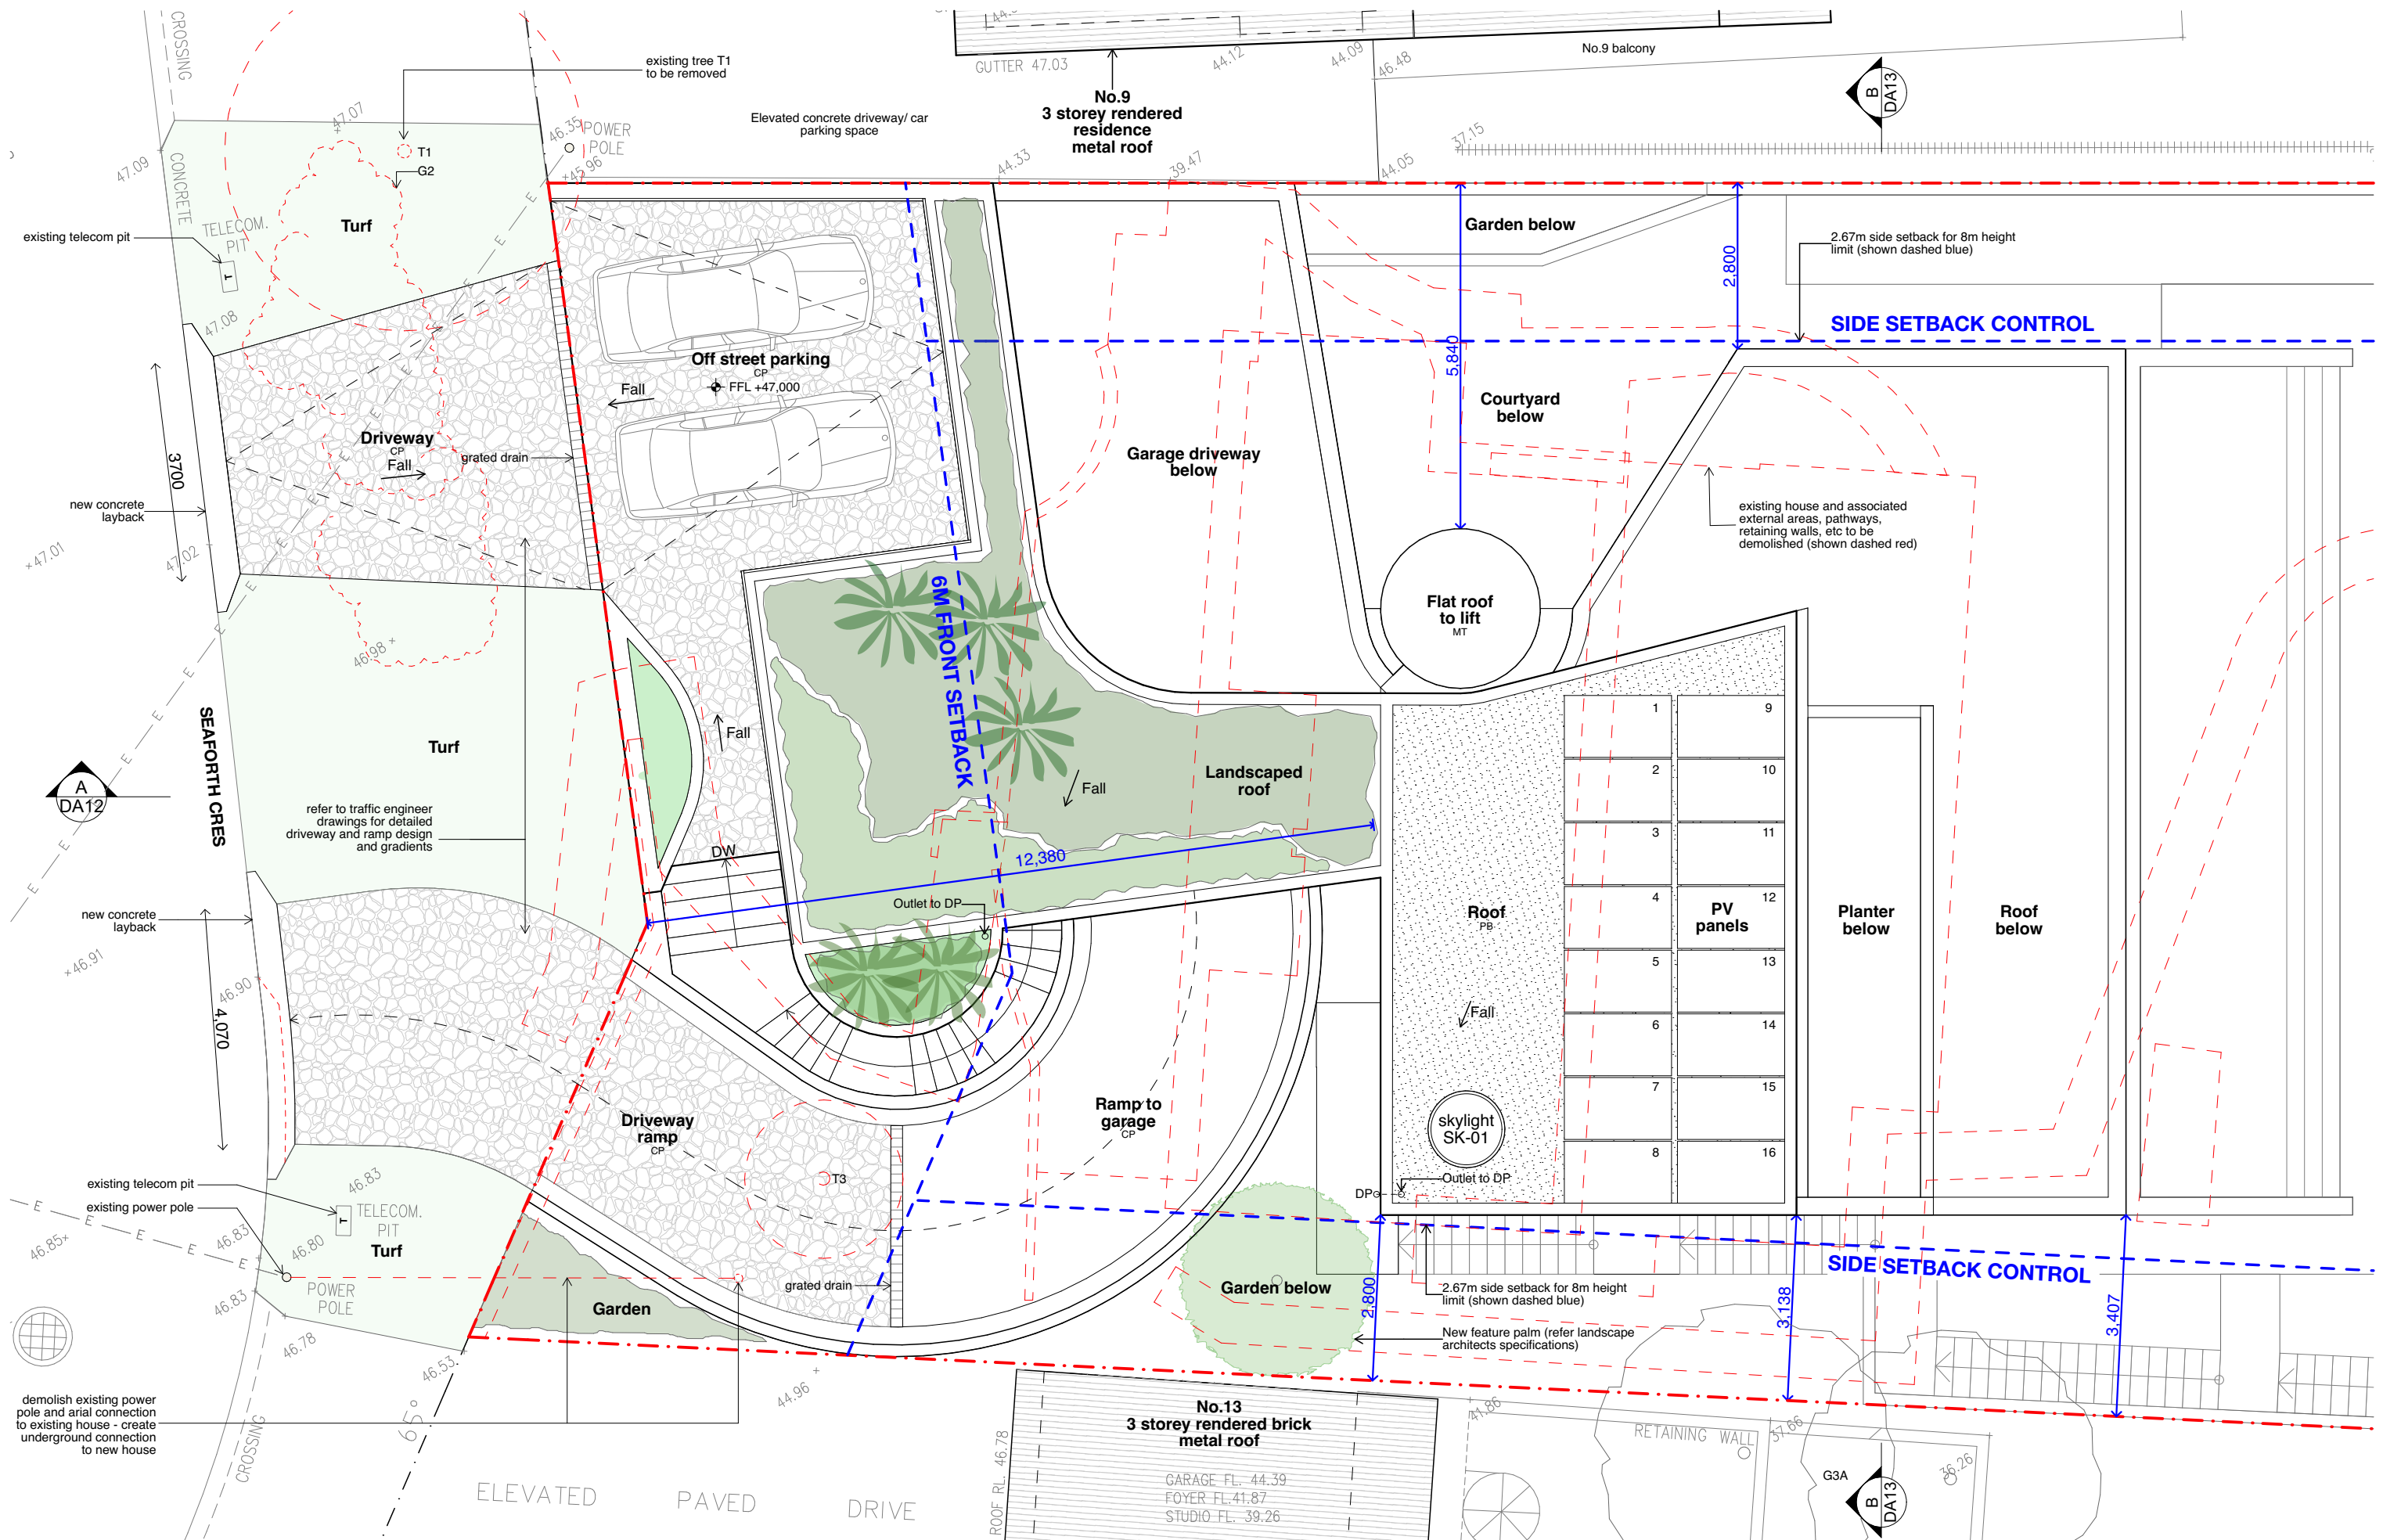 CROSSING
44.
GUTTER 47.03
44.12
44.09
46.48
No.9 balcony
existing tree T1
to be removed
47.07
46.35
POWER
POLE
45.96
Elevated concrete driveway/ car
parking space
No.9
3 storey rendered
residence
metal roof
B
DA13
37.15
47.09
CONCRETE
T1
G2
44.33
39.47
44.05
Turf
TELECOM.
PIT
T
existing telecom pit
Garden below
2,800
2.67m side setback for 8m height
limit (shown dashed blue)
SIDE SETBACK CONTROL
47.08
5,840
Off street parking
CP
FFL +47,000
Fall
Courtyard
below
Driveway
CP
Fall
grated drain
3700
Garage driveway
below
new concrete
layback
existing house and associated
external areas, pathways,
retaining walls, etc to be
demolished (shown dashed red)
47.01
47.02
E E E E E E
6M FRONT SETBACK
Flat roof
to lift
MT
46.98
SEAFORTH CRES
Turf
Fall
Landscaped
roof
Fall
A
DA12
refer to traffic engineer
drawings for detailed
driveway and ramp design
and gradients
DW
12,380
1
2
3
4
5
6
7
8
9
10
11
12
13
14
15
16
PV
panels
Roof
PB
Fall
Planter
below
Roof
below
Outlet to DP
new concrete
layback
46.91
46.90
4,070
Driveway
ramp
CP
Ramp to
garage
CP
skylight
SK-01
T3
Outlet to DP
DP
existing telecom pit
existing power pole
46.83
T
TELECOM.
PIT
E E E E E
46.85
46.83
46.80
Turf
POWER
POLE
46.83
46.78
46.53
Garden
grated drain
Garden below
2,800
2.67m side setback for 8m height
limit (shown dashed blue)
New feature palm (refer landscape
architects specifications)
SIDE SETBACK CONTROL
3,138
3,407
44.96
demolish existing power
pole and arial connection
to existing house - create
underground connection
to new house
CROSSING
65°
ELEVATED PAVED DRIVE
ROOF RL. 46.78
No.13
3 storey rendered brick
metal roof
GARAGE FL. 44.39
FOYER FL.41.87
STUDIO FL. 39.26
41.86
RETAINING WALL
37.66
G3A
B
DA13
36.26